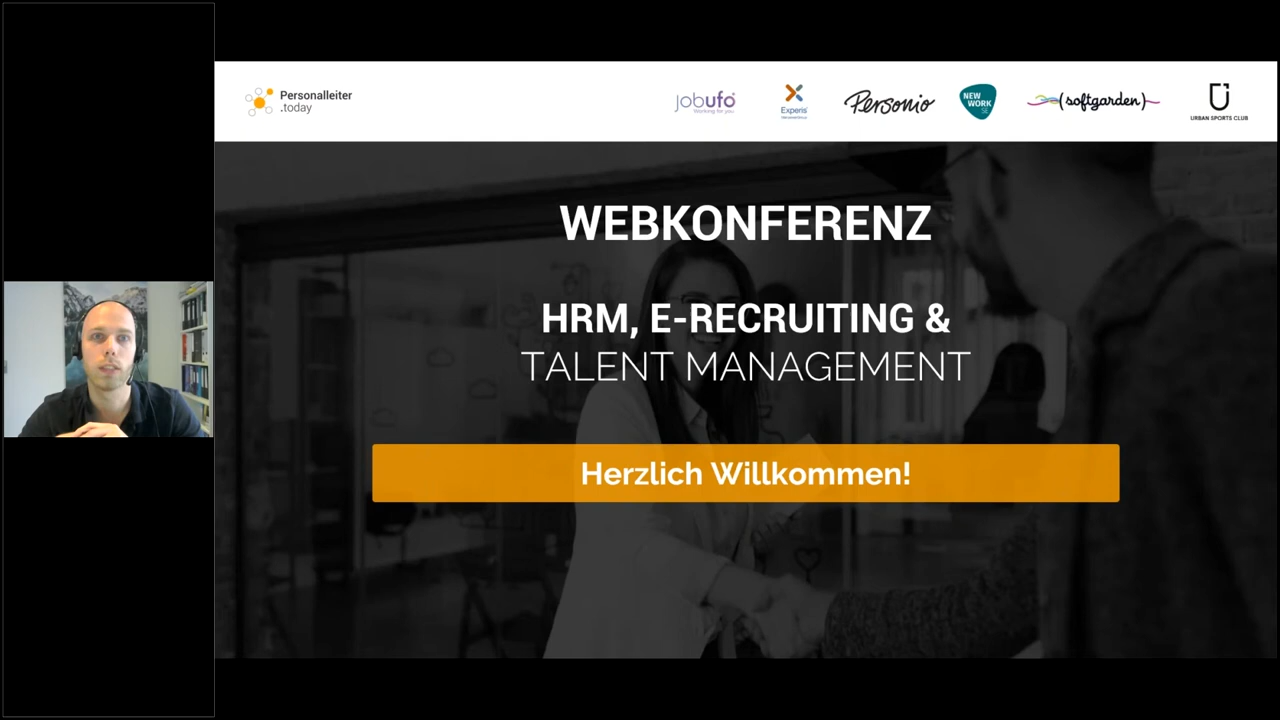 Personalleiter
.today
jobufo
Working for you
Experis
Personio
NEW
WORK
SE
(softgarden)
URBAN SPORTS CLUB
WEBKONFERENZ
HRM, E-RECRUITING &
TALENT MANAGEMENT
Herzlich Willkommen!